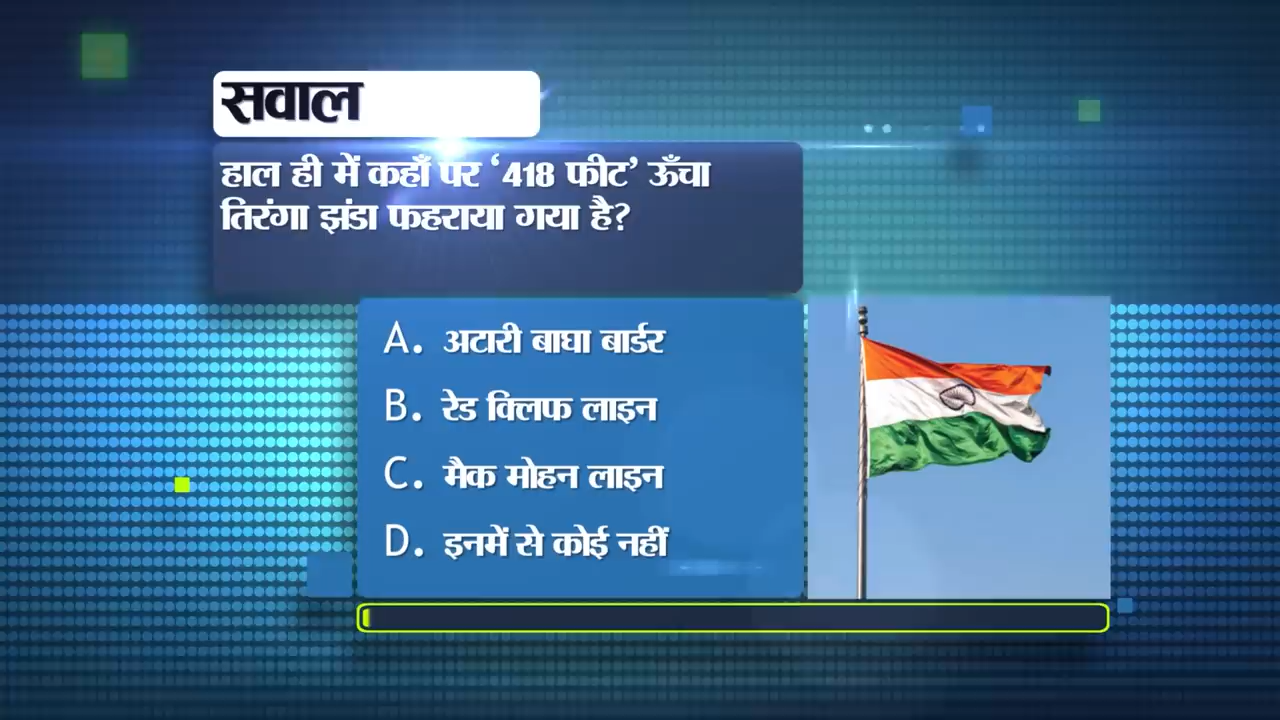 सवाल
हाल ही में कहाँ पर ‘418 फीट’ ऊँचा
तिरंगा झंडा फहराया गया है?
A. अटारी बाघा बार्डर
B. रेड क्लिफ लाइन
C. मैक मोहन लाइन
D. इनमें से कोई नहीं